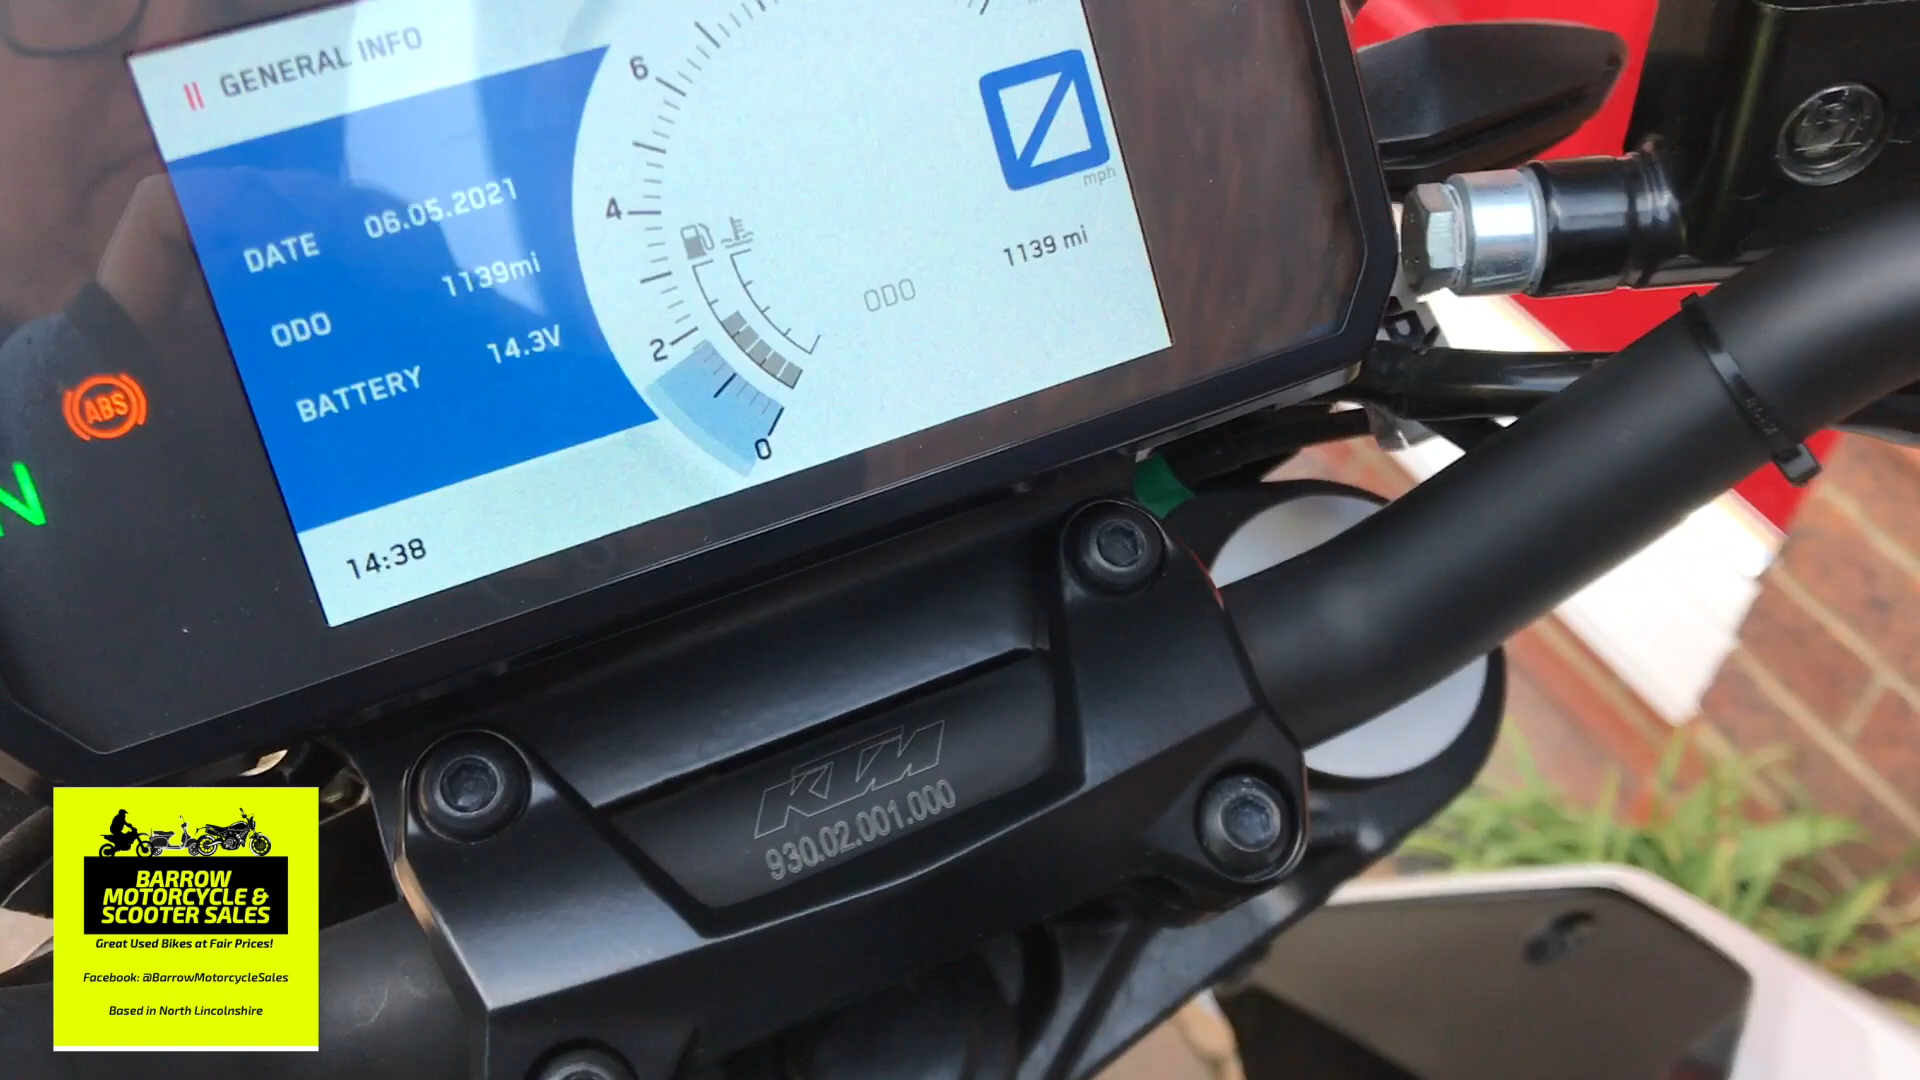 GENERAL INFO
DATE 06.05.2021
ODO 1139mi
BATTERY 14.3V
14:38
6
4
2
0
mph
ODO 1139 mi
ABS
N
KTM
930.02.001.000
BARROW
MOTORCYCLE &
SCOOTER SALES
Great Used Bikes at Fair Prices!
Facebook: @BarrowMotorcycleSales
Based in North Lincolnshire